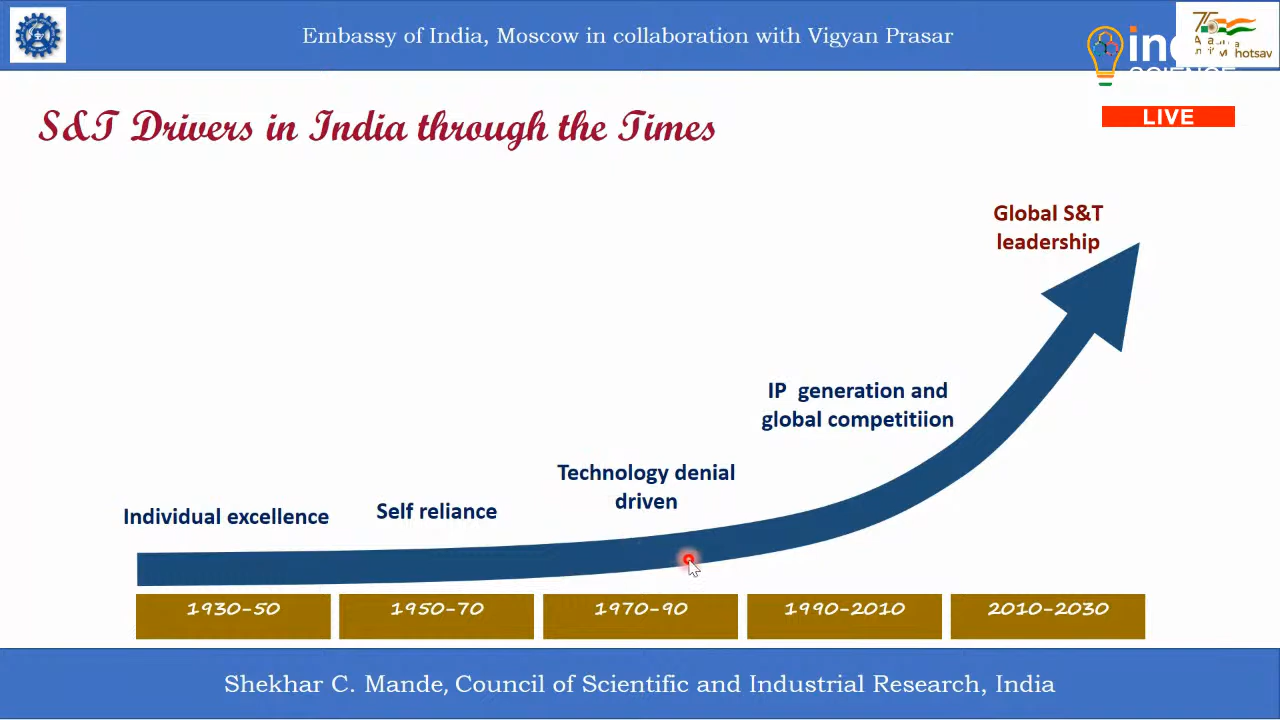 Embassy of India, Moscow in collaboration with Vigyan Prasar
75
hotsav
LIVE
S&T Drivers in India through the Times
Global S&T
leadership
IP generation and
global competitiion
Technology denial
driven
Individual excellence
Self reliance
1930-50
1950-70
1970-90
1990-2010
2010-2030
Shekhar C. Mande, Council of Scientific and Industrial Research, India